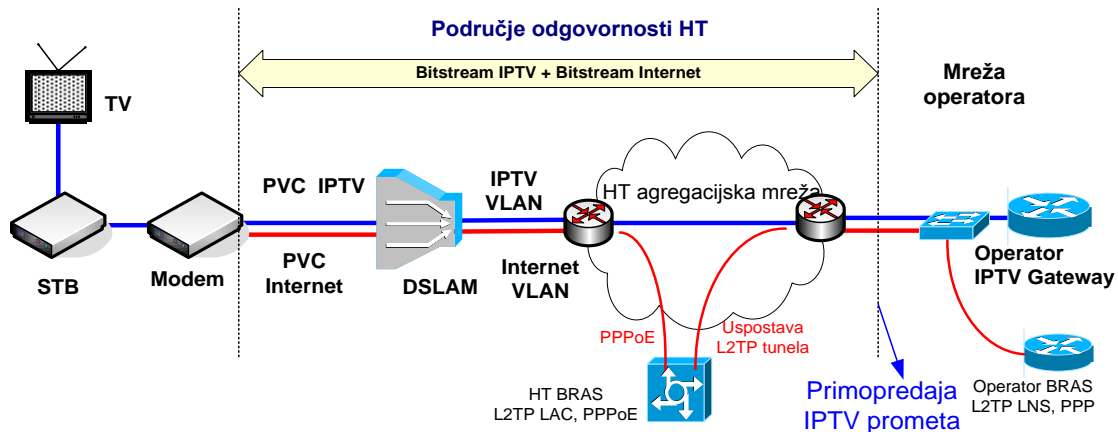 Područje odgovornosti HT
Bitstream IPTV + Bitstream Internet
Mreža
operatora
TV
PVC IPTV
IPTV
VLAN
HT agregacijska mreža
STB
Modem
PVC
Internet
DSLAM
Internet
VLAN
Operator
IPTV Gateway
PPPoE
Uspostava
L2TP tunela
HT BRAS
L2TP LAC, PPPoE
Primopredaja
IPTV prometa
Operator BRAS
L2TP LNS, PPP